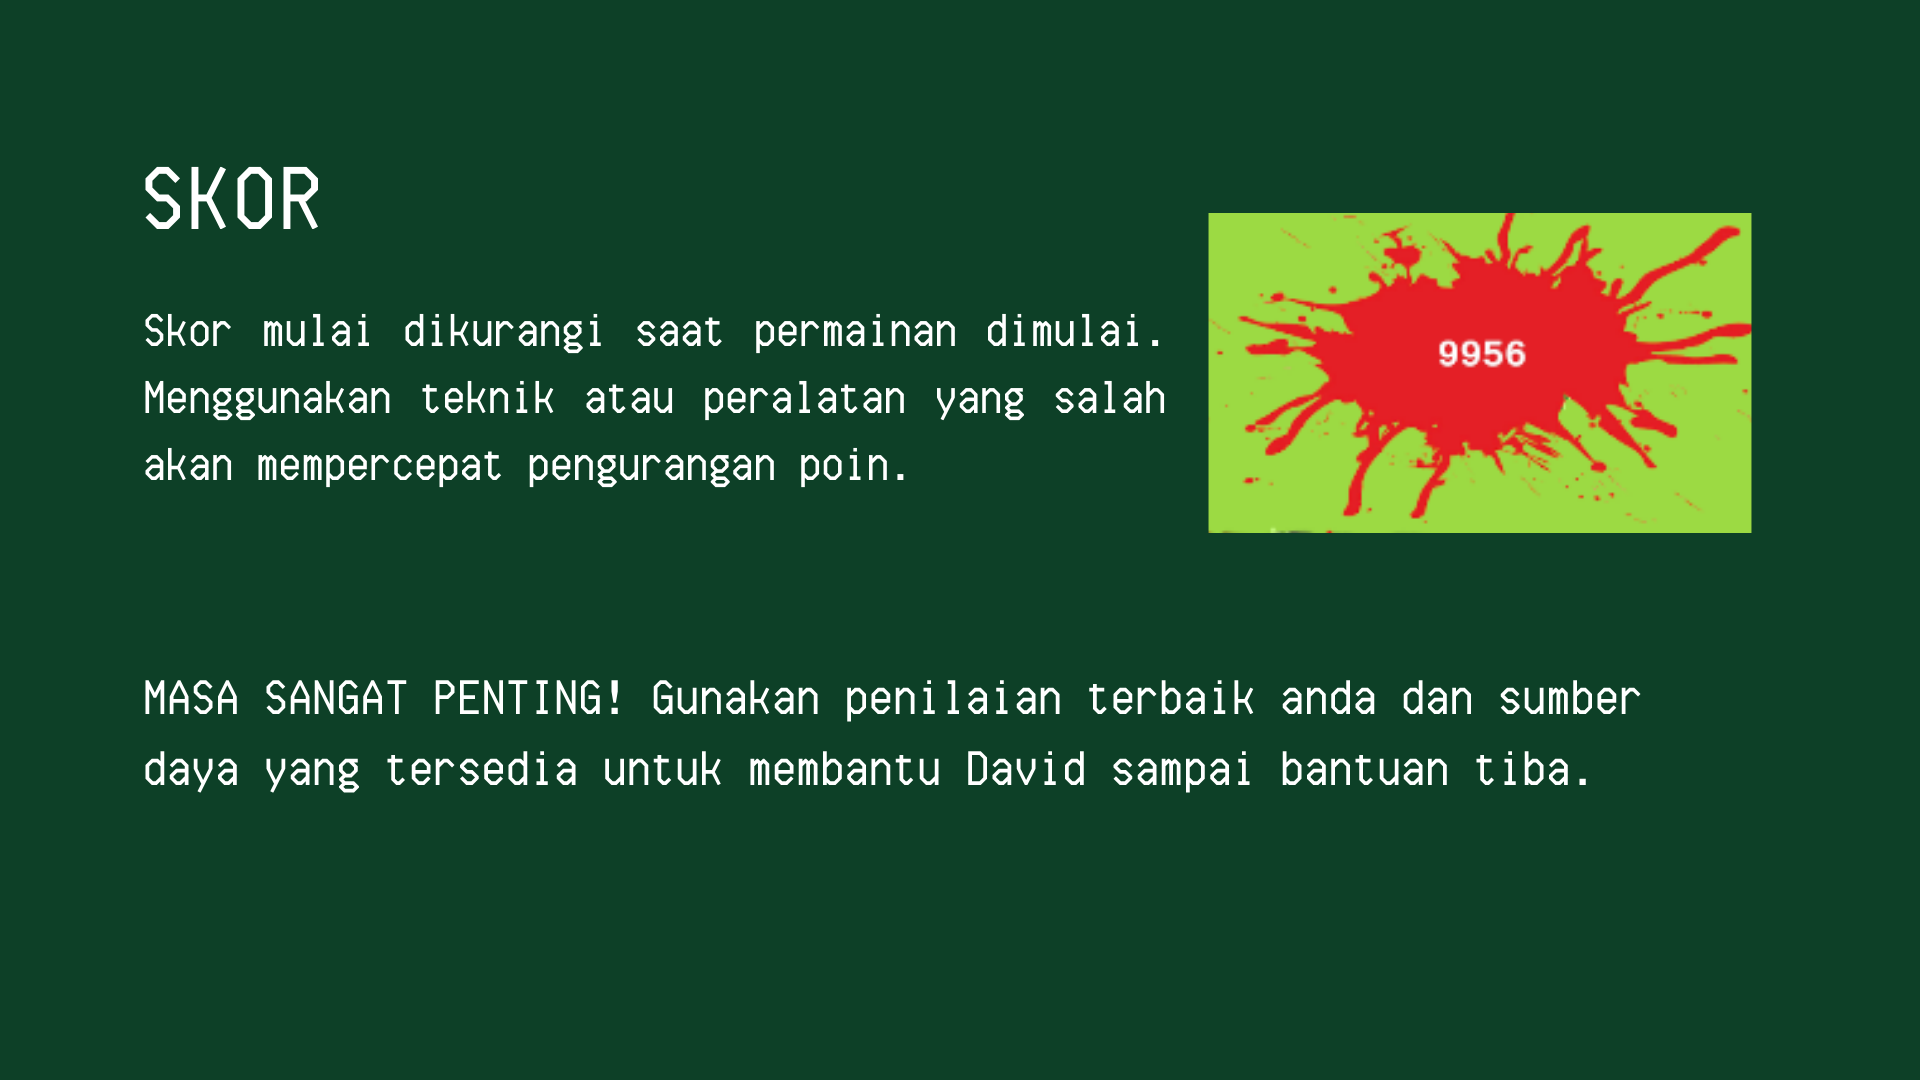 SKOR
Skor mulai dikurangi saat permainan dimulai.
Menggunakan teknik atau peralatan yang salah
akan mempercepat pengurangan poin.
9956
MASA SANGAT PENTING! Gunakan penilaian terbaik anda dan sumber
daya yang tersedia untuk membantu David sampai bantuan tiba.